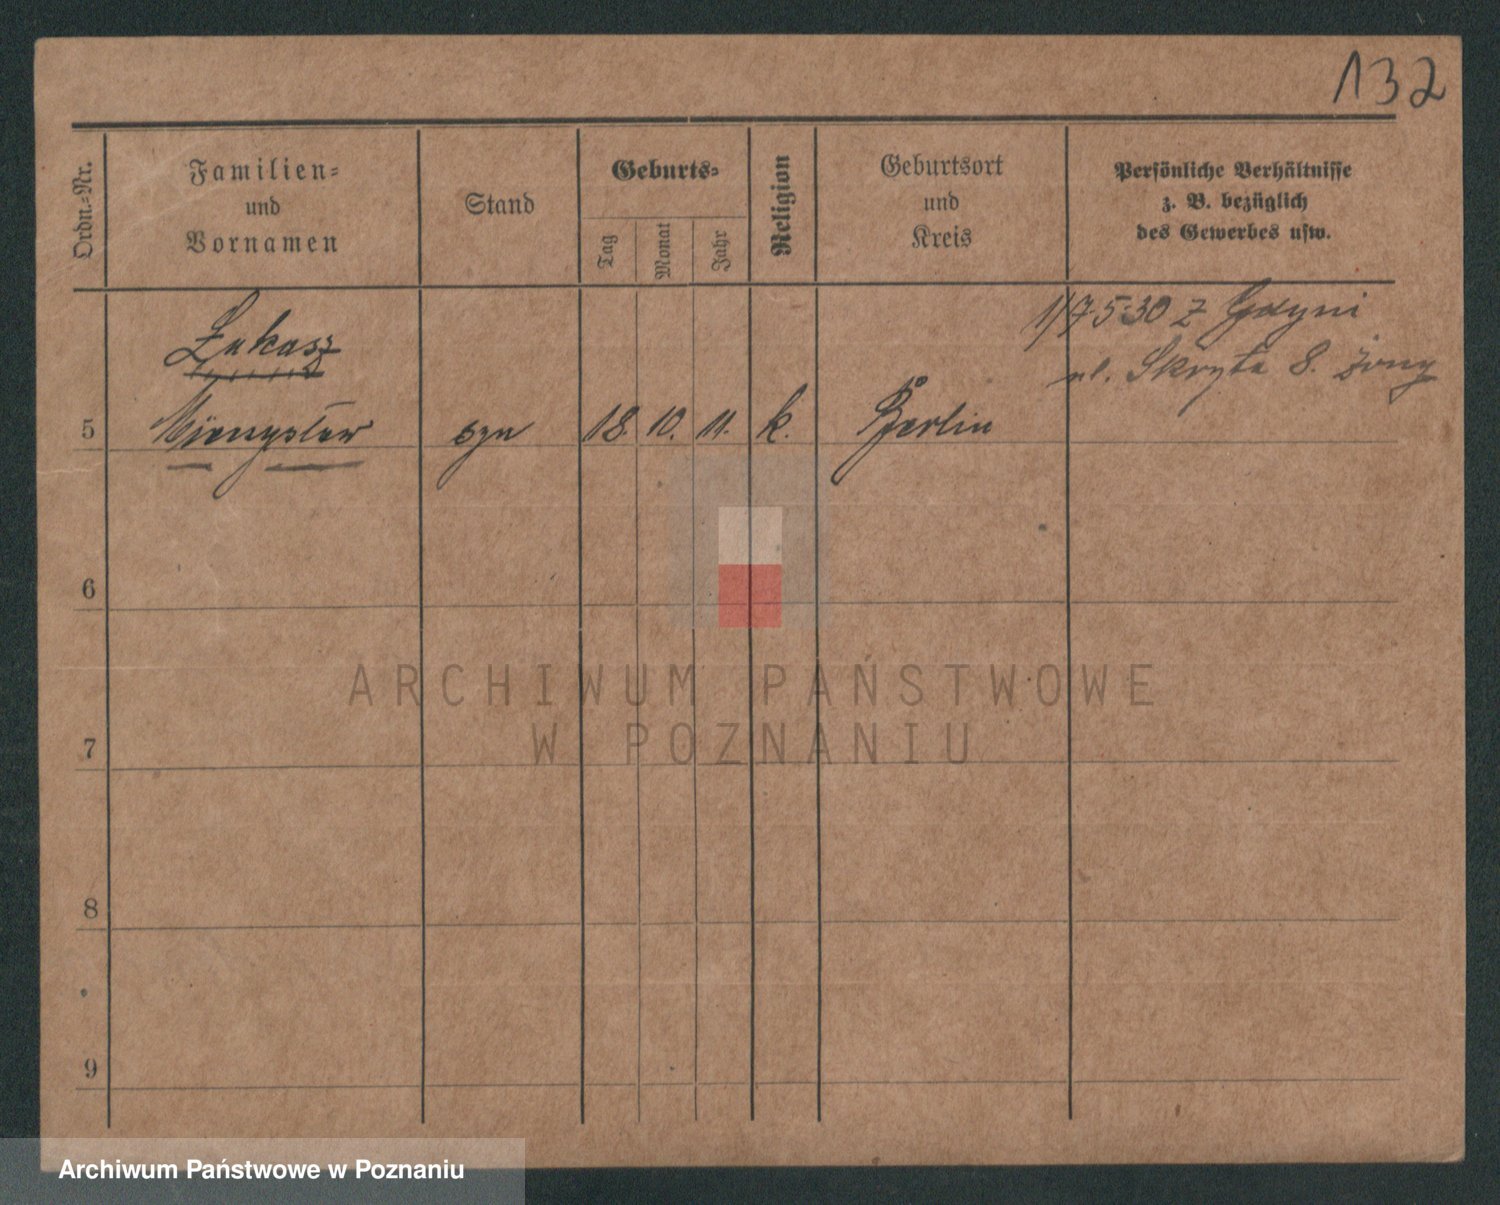 132
Ordn.-Nr.
Familien-
und
Vornamen
Stand
Geburts-
Tag
Monat
Jahr
Religion
Geburtsort
und
Kreis
Persönliche Verhältnisse
z. B. bezüglich
des Gewerbes usw.
Łukasz
1/7-5-30 z Gdyni
ul. Skryta 8. żony
5 Mieczysław syn 18. 10. 11. k. Berlin
6
7
8
9
ARCHIWUM PAŃSTWOWE
W POZNANIU
Archiwum Państwowe w Poznaniu